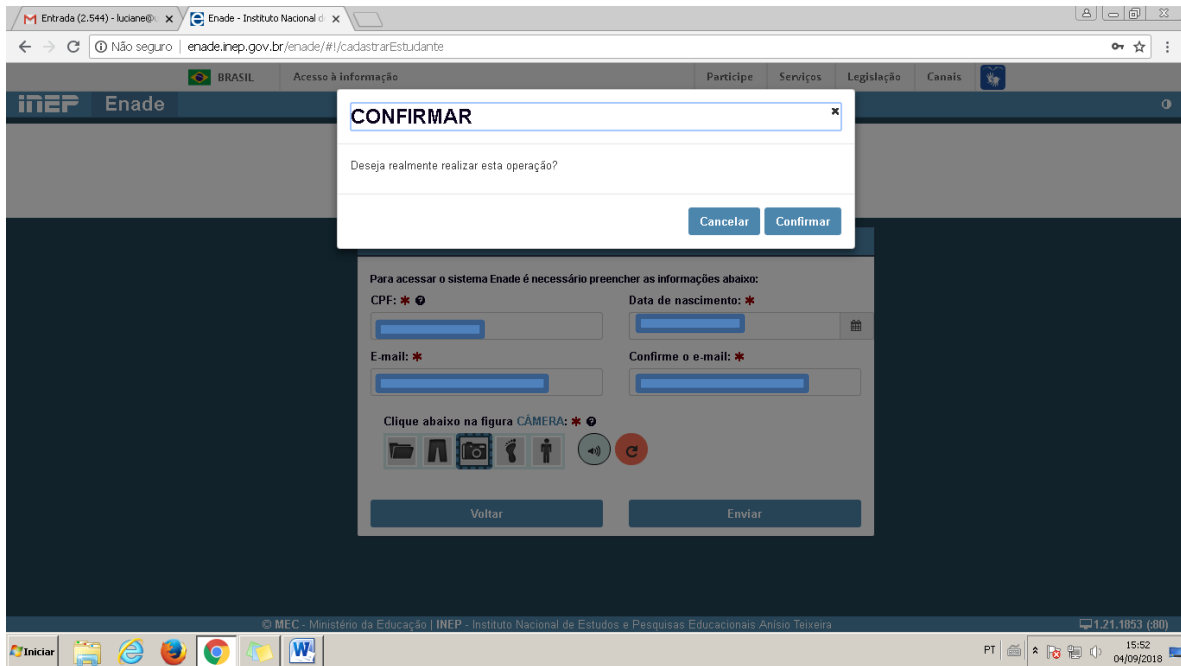 Entrada (2.544) - luciane@
Enade - Instituto Nacional d
Não seguro | enade.inep.gov.br/enade/#!/cadastrarEstudante
BRASIL Acesso à informação Participe Serviços Legislação Canais
inep Enade
CONFIRMAR
Deseja realmente realizar esta operação?
Cancelar Confirmar
Para acessar o sistema Enade é necessário preencher as informações abaixo:
CPF: * Data de nascimento: *
E-mail: * Confirme o e-mail: *
Clique abaixo na figura CÂMERA: *
Voltar Enviar
© MEC - Ministério da Educação | INEP - Instituto Nacional de Estudos e Pesquisas Educacionais Anísio Teixeira 1.21.1853 (:80)
Iniciar PT 15:52
04/09/2018